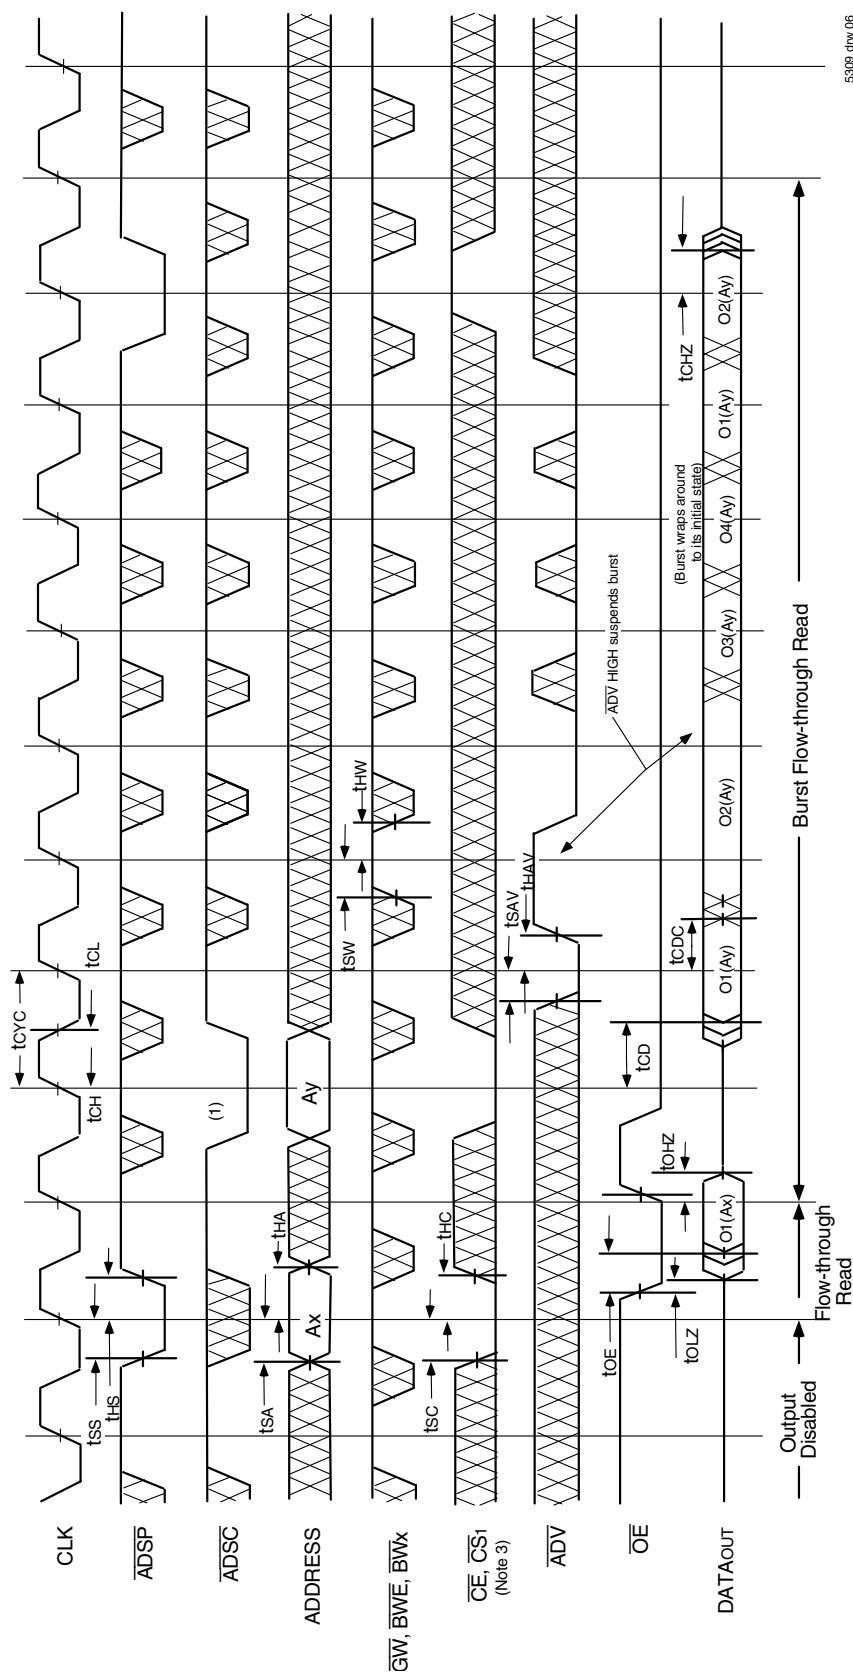 tCYC
tCH
tCL
tSS
tHS
CLK
ADSP
ADSC
(1)
tSA
tHA
ADDRESS
Ax
Ay
tSW
tHW
GW, BWE, BWx
tSC
tHC
CE, CS1
(Note 3)
tSAV
tHAV
ADV
ADV HIGH suspends burst
tOE
OE
tOHZ
tOLZ
tCD
tCDC
(Burst wraps around
to its initial state)
tCHZ
DATAOUT
O1(Ax)
O1(Ay)
O2(Ay)
O3(Ay)
O4(Ay)
O1(Ay)
O2(Ay)
Output
Disabled
Flow-through
Read
Burst Flow-through Read
5309 drw 06